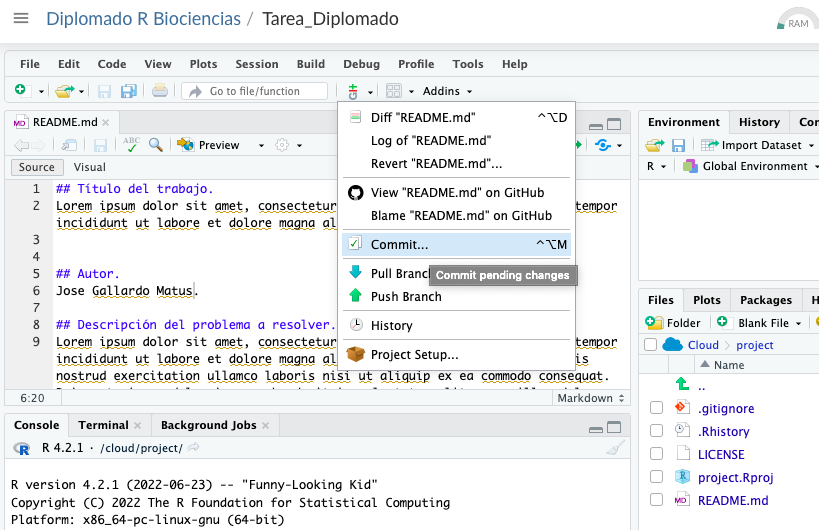 Diplomado R Biociencias / Tarea_Diplomado
RAM
File Edit Code View Plots Session Build Debug Profile Tools Help
Go to file/function
Addins
README.md
ABC
Preview
Source Visual
1 ## Titulo del trabajo.
2 Lorem ipsum dolor sit amet, consectetur
tempor
incididunt ut labore et dolore magna al
3
4
5 ## Autor.
6 Jose Gallardo Matus.
7
8 ## Descripción del problema a resolver.
9 Lorem ipsum dolor sit amet, consectetur
tempor
incididunt ut labore et dolore magna al
nostrud exercitation ullamco laboris nisi ut aliquip ex ea commodo consequat.
6:20
Markdown
Diff "README.md" ^⌥D
Log of "README.md"
Revert "README.md"...
View "README.md" on GitHub
Blame "README.md" on GitHub
Commit... ^⌥M
Pull Branc
Commit pending changes
Push Branch
History
Project Setup...
Console Terminal Background Jobs
R 4.2.1 · /cloud/project/
R version 4.2.1 (2022-06-23) -- "Funny-Looking Kid"
Copyright (C) 2022 The R Foundation for Statistical Computing
Platform: x86_64-pc-linux-gnu (64-bit)
Environment History Con
Import Dataset
R Global Environment
Files Plots Packages H
Folder Blank File
Cloud project
Name
..
.gitignore
.Rhistory
LICENSE
project.Rproj
README.md